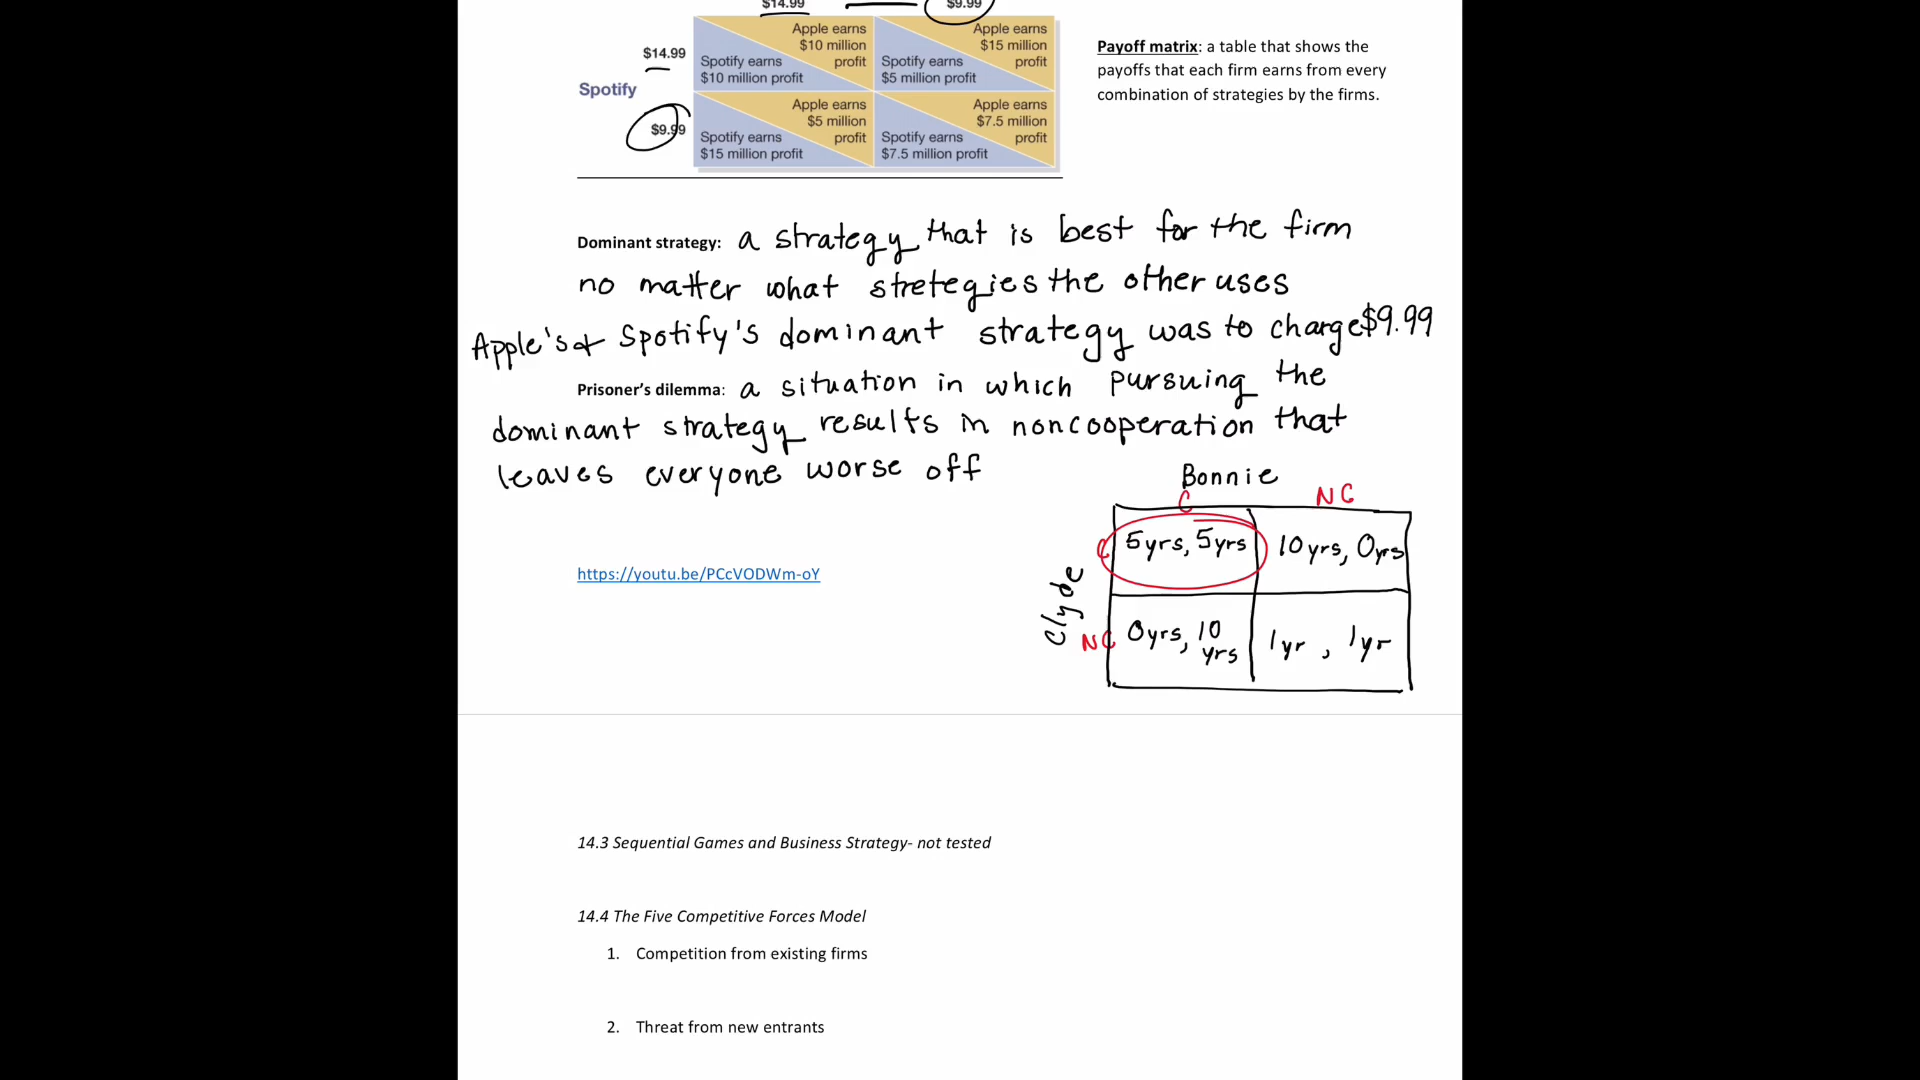 $14.99 $9.99
Apple earns Apple earns
$14.99 $10 million $15 million
Spotify earns profit Spotify earns profit
$10 million profit $5 million profit
Spotify
Apple earns Apple earns
$9.99 $5 million $7.5 million
Spotify earns profit Spotify earns profit
$15 million profit $7.5 million profit
Payoff matrix: a table that shows the
payoffs that each firm earns from every
combination of strategies by the firms.
Dominant strategy: a strategy that is best for the firm
no matter what stretegies the other uses
Apple's & Spotify's dominant strategy was to charge $9.99
Prisoner's dilemma: a situation in which pursuing the
dominant strategy results in noncooperation that
leaves everyone worse off
Bonnie
C NC
C 5yrs, 5yrs 10yrs, 0yrs
Clyde
NC 0yrs, 10 1yr, 1yr
yrs
https://youtu.be/PCcVODWm-oY
14.3 Sequential Games and Business Strategy- not tested
14.4 The Five Competitive Forces Model
1. Competition from existing firms
2. Threat from new entrants